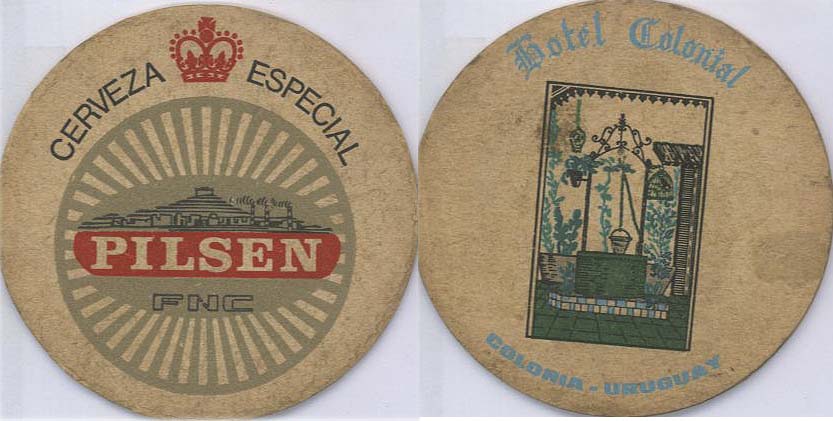 CERVEZA ESPECIAL
PILSEN
FNC
Hotel Colonial
COLONIA - URUGUAY